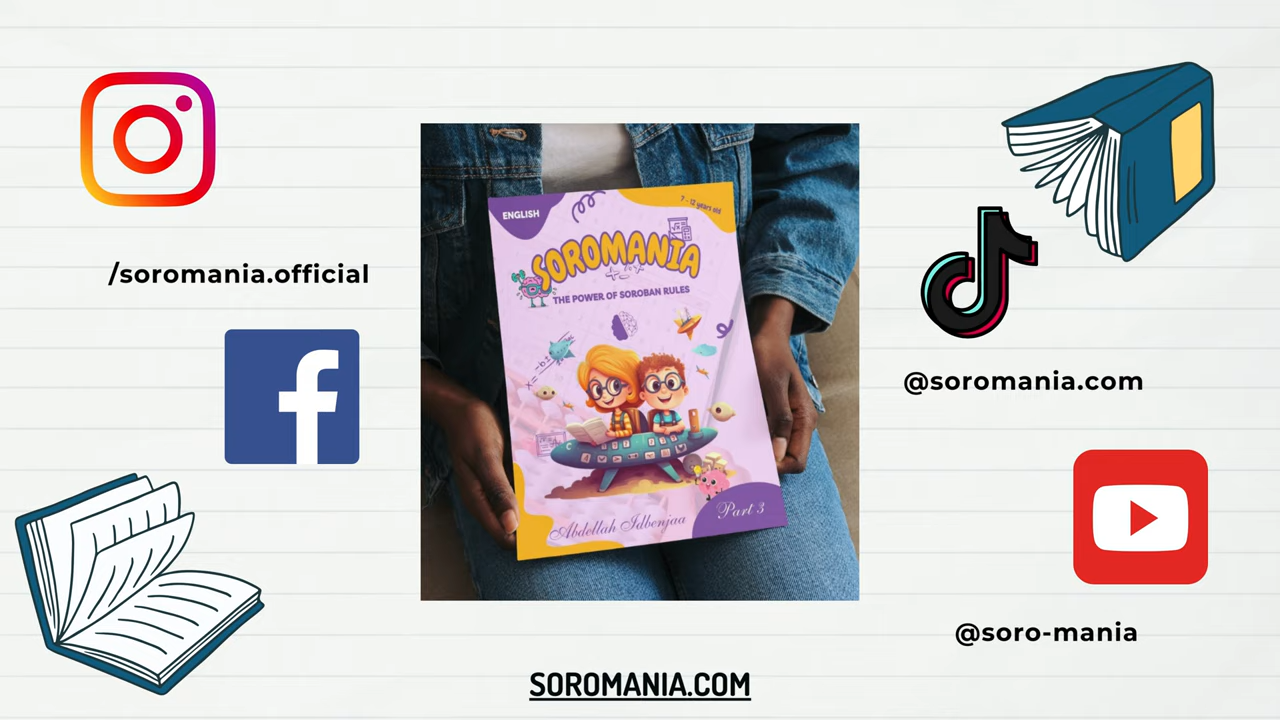 /soromania.official
ENGLISH
7 - 12 years old
SOROMANIA
THE POWER OF SOROBAN RULES
Abdellah Idbenjaa
Part 3
@soromania.com
@soro-mania
SOROMANIA.COM